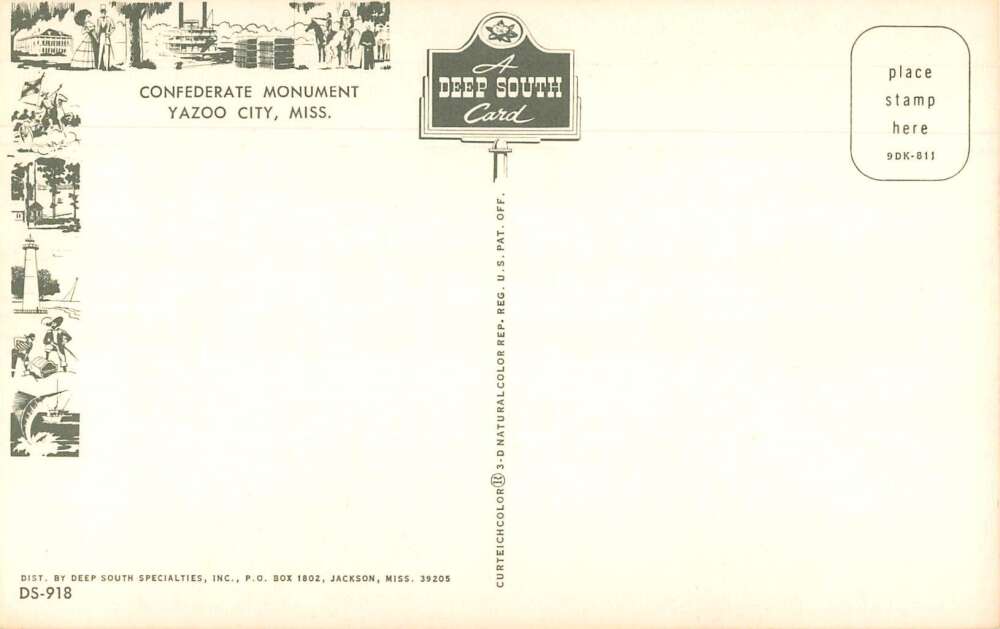 CONFEDERATE MONUMENT
YAZOO CITY, MISS.
A
DEEP SOUTH
Card
place
stamp
here
9DK-811
CURTEICHCOLOR® 3-D NATURAL COLOR REP. REG. U.S. PAT. OFF.
DIST. BY DEEP SOUTH SPECIALTIES, INC., P.O. BOX 1802, JACKSON, MISS. 39205
DS-918